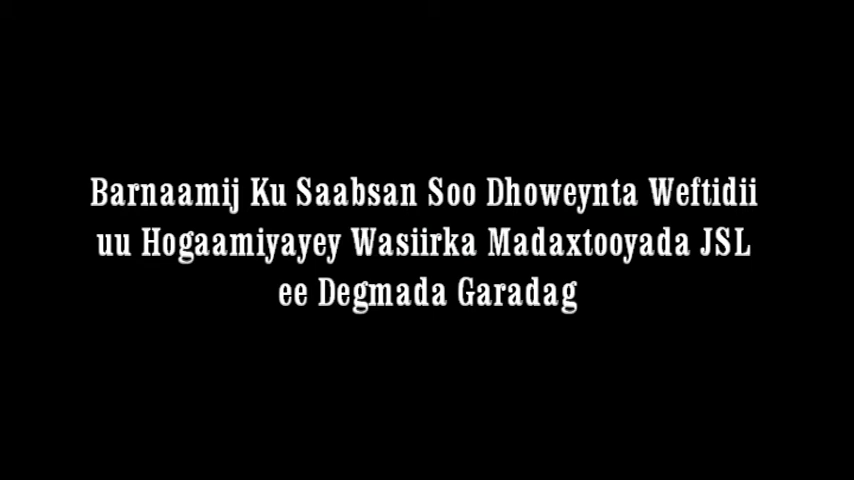 Barnaamij Ku Saabsan Soo Dhoweynta Weftidii
uu Hogaamiyayey Wasiirka Madaxtooyada JSL
ee Degmada Garadag